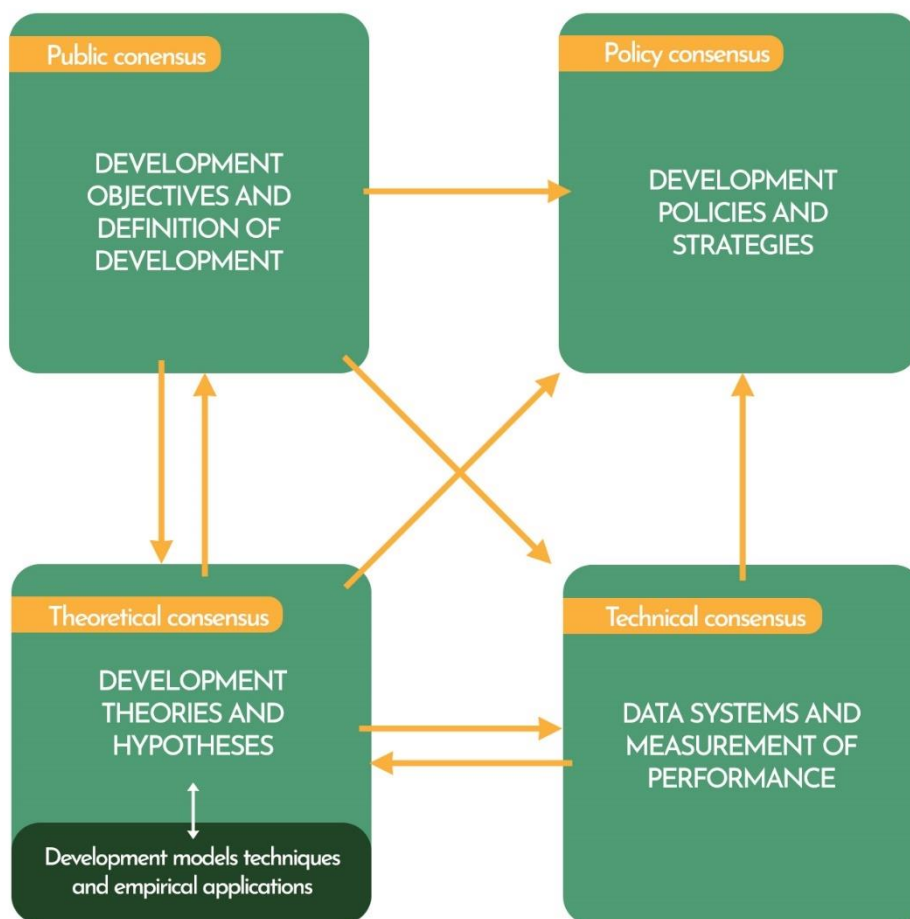 Public conensus
DEVELOPMENT
OBJECTIVES AND
DEFINITION OF
DEVELOPMENT
Policy consensus
DEVELOPMENT
POLICIES AND
STRATEGIES
Theoretical consensus
DEVELOPMENT
THEORIES AND
HYPOTHESES
Development models techniques
and empirical applications
Technical consensus
DATA SYSTEMS AND
MEASUREMENT OF
PERFORMANCE